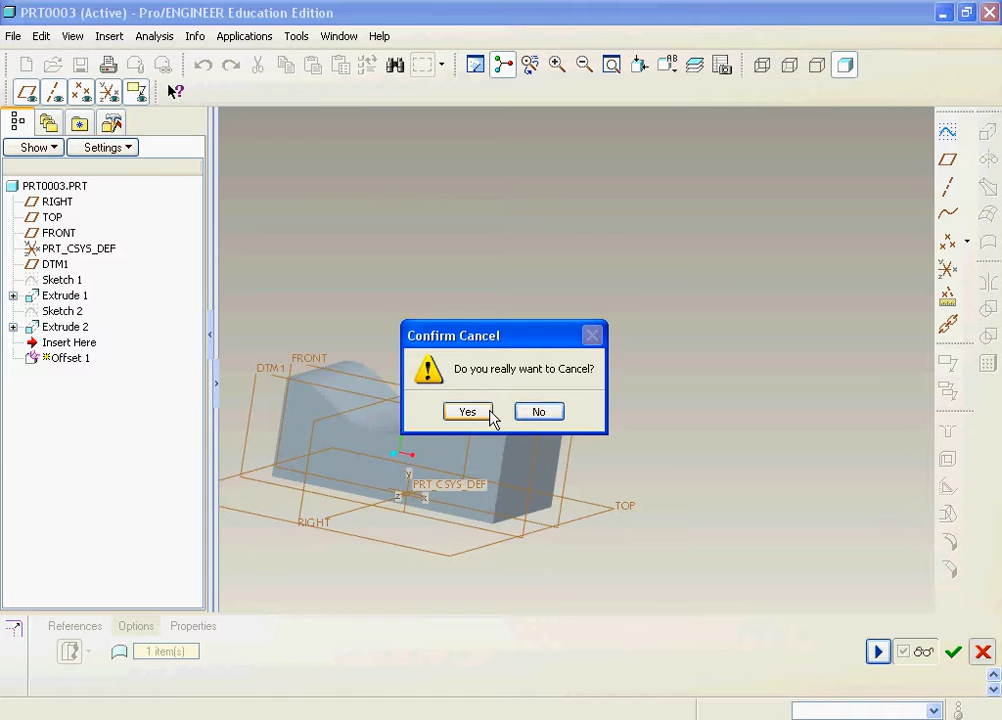 PRT0003 (Active) - Pro/ENGINEER Education Edition
File Edit View Insert Analysis Info Applications Tools Window Help
Show Settings
PRT0003.PRT
RIGHT
TOP
FRONT
PRT_CSYS_DEF
DTM1
Sketch 1
Extrude 1
Sketch 2
Extrude 2
Insert Here
Offset 1
Confirm Cancel
Do you really want to Cancel?
Yes No
FRONT
DTM1
y
PRT_CSYS_DEF
z x
TOP
RIGHT
References Options Properties
1 item(s)